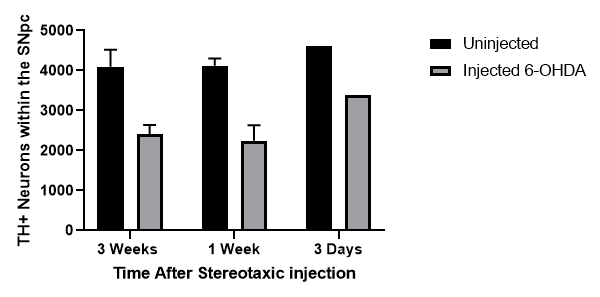 TH+ Neurons within the SNpc
5000
4000
3000
2000
1000
0
3 Weeks
1 Week
3 Days
Time After Stereotaxic injection
Uninjected
Injected 6-OHDA